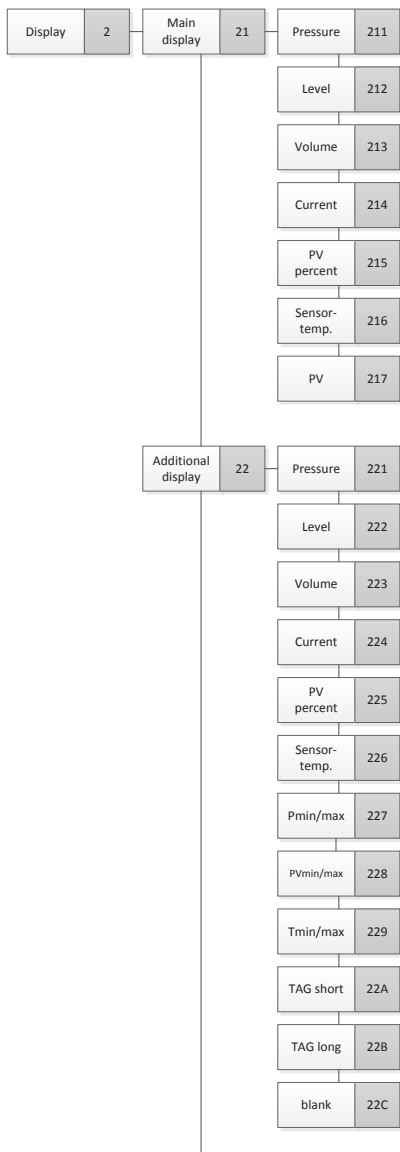 Display 2 Main display 21 Pressure 211
Level 212
Volume 213
Current 214
PV percent 215
Sensor-temp. 216
PV 217
Additional display 22 Pressure 221
Level 222
Volume 223
Current 224
PV percent 225
Sensor-temp. 226
Pmin/max 227
PVmin/max 228
Tmin/max 229
TAG short 22A
TAG long 22B
blank 22C